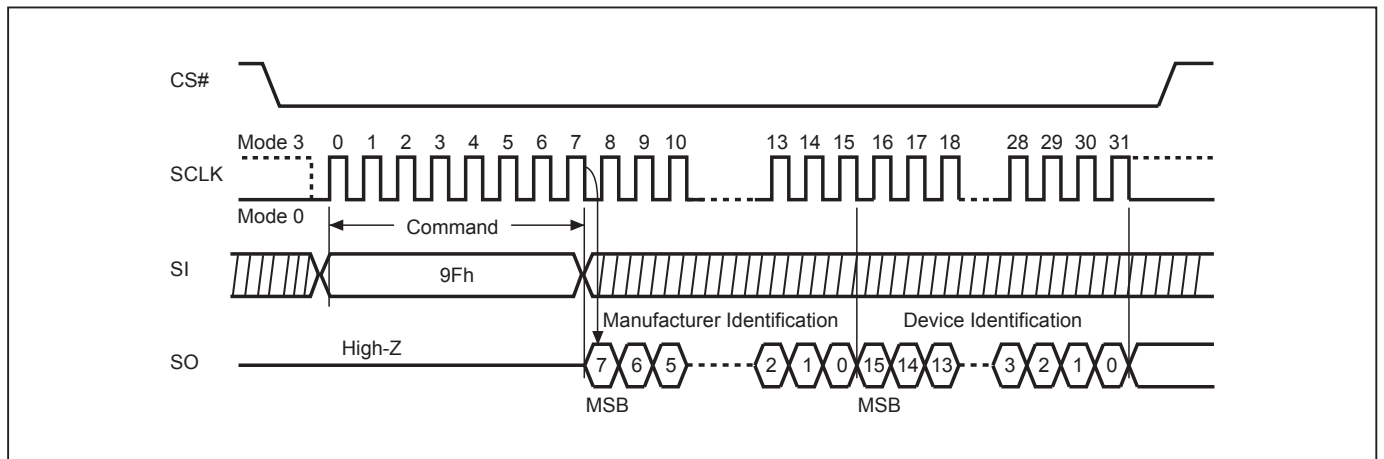 CS#
Mode 3 0 1 2 3 4 5 6 7 8 9 10 13 14 15 16 17 18 28 29 30 31
SCLK
Mode 0
Command
SI
9Fh
Manufacturer Identification Device Identification
High-Z
SO
7 6 5 2 1 0 15 14 13 3 2 1 0
MSB MSB